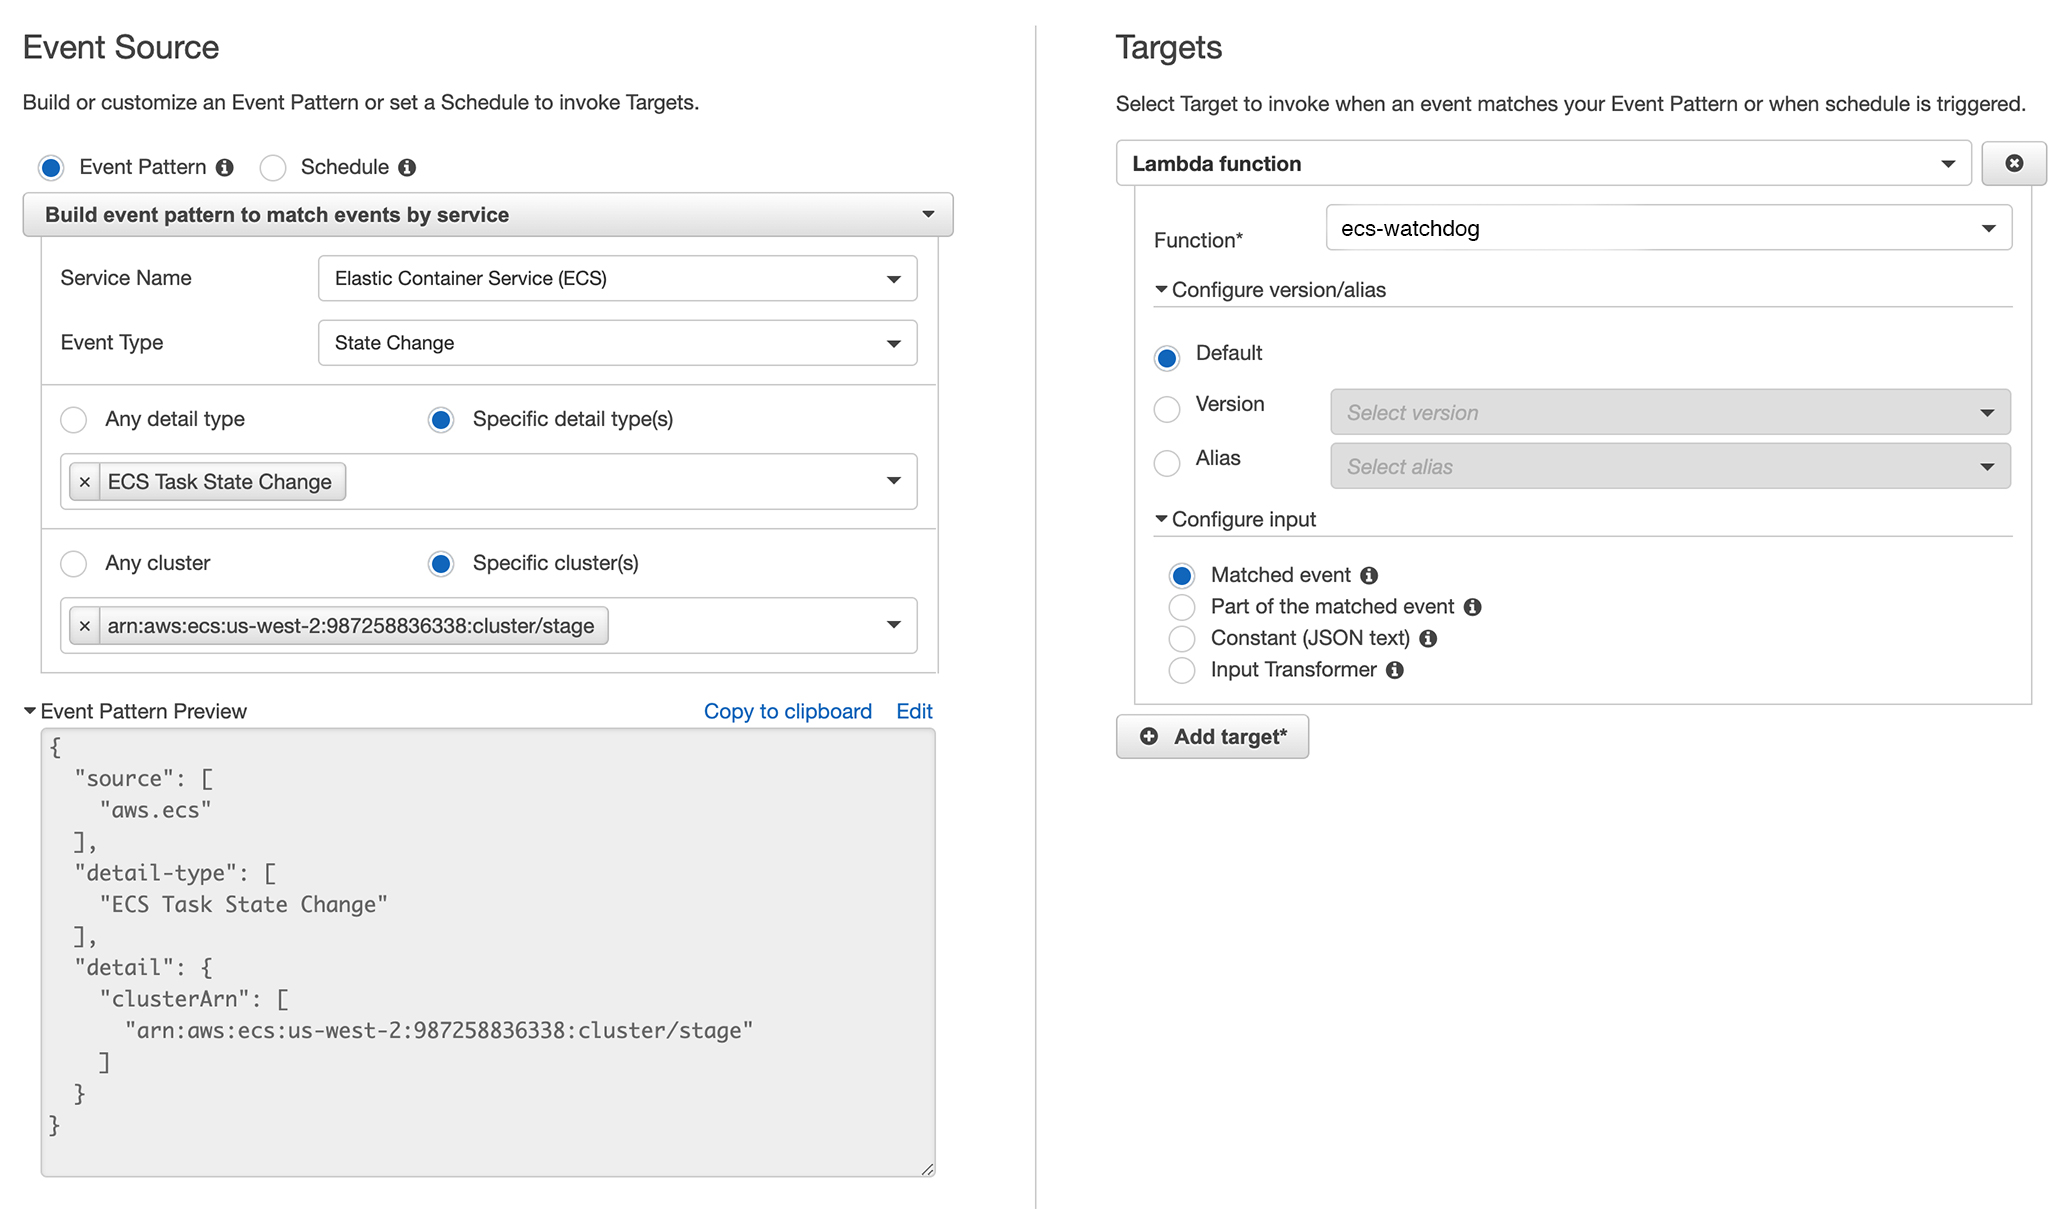 Event Source
Build or customize an Event Pattern or set a Schedule to invoke Targets.
Event Pattern
Schedule
Build event pattern to match events by service
Service Name
Elastic Container Service (ECS)
Event Type
State Change
Any detail type
Specific detail type(s)
× ECS Task State Change
Any cluster
Specific cluster(s)
× arn:aws:ecs:us-west-2:987258836338:cluster/stage
Event Pattern Preview
Copy to clipboard
Edit
{
  "source": [
    "aws.ecs"
  ],
  "detail-type": [
    "ECS Task State Change"
  ],
  "detail": {
    "clusterArn": [
      "arn:aws:ecs:us-west-2:987258836338:cluster/stage"
    ]
  }
}
Targets
Select Target to invoke when an event matches your Event Pattern or when schedule is triggered.
Lambda function
Function*
ecs-watchdog
Configure version/alias
Default
Version
Select version
Alias
Select alias
Configure input
Matched event
Part of the matched event
Constant (JSON text)
Input Transformer
Add target*